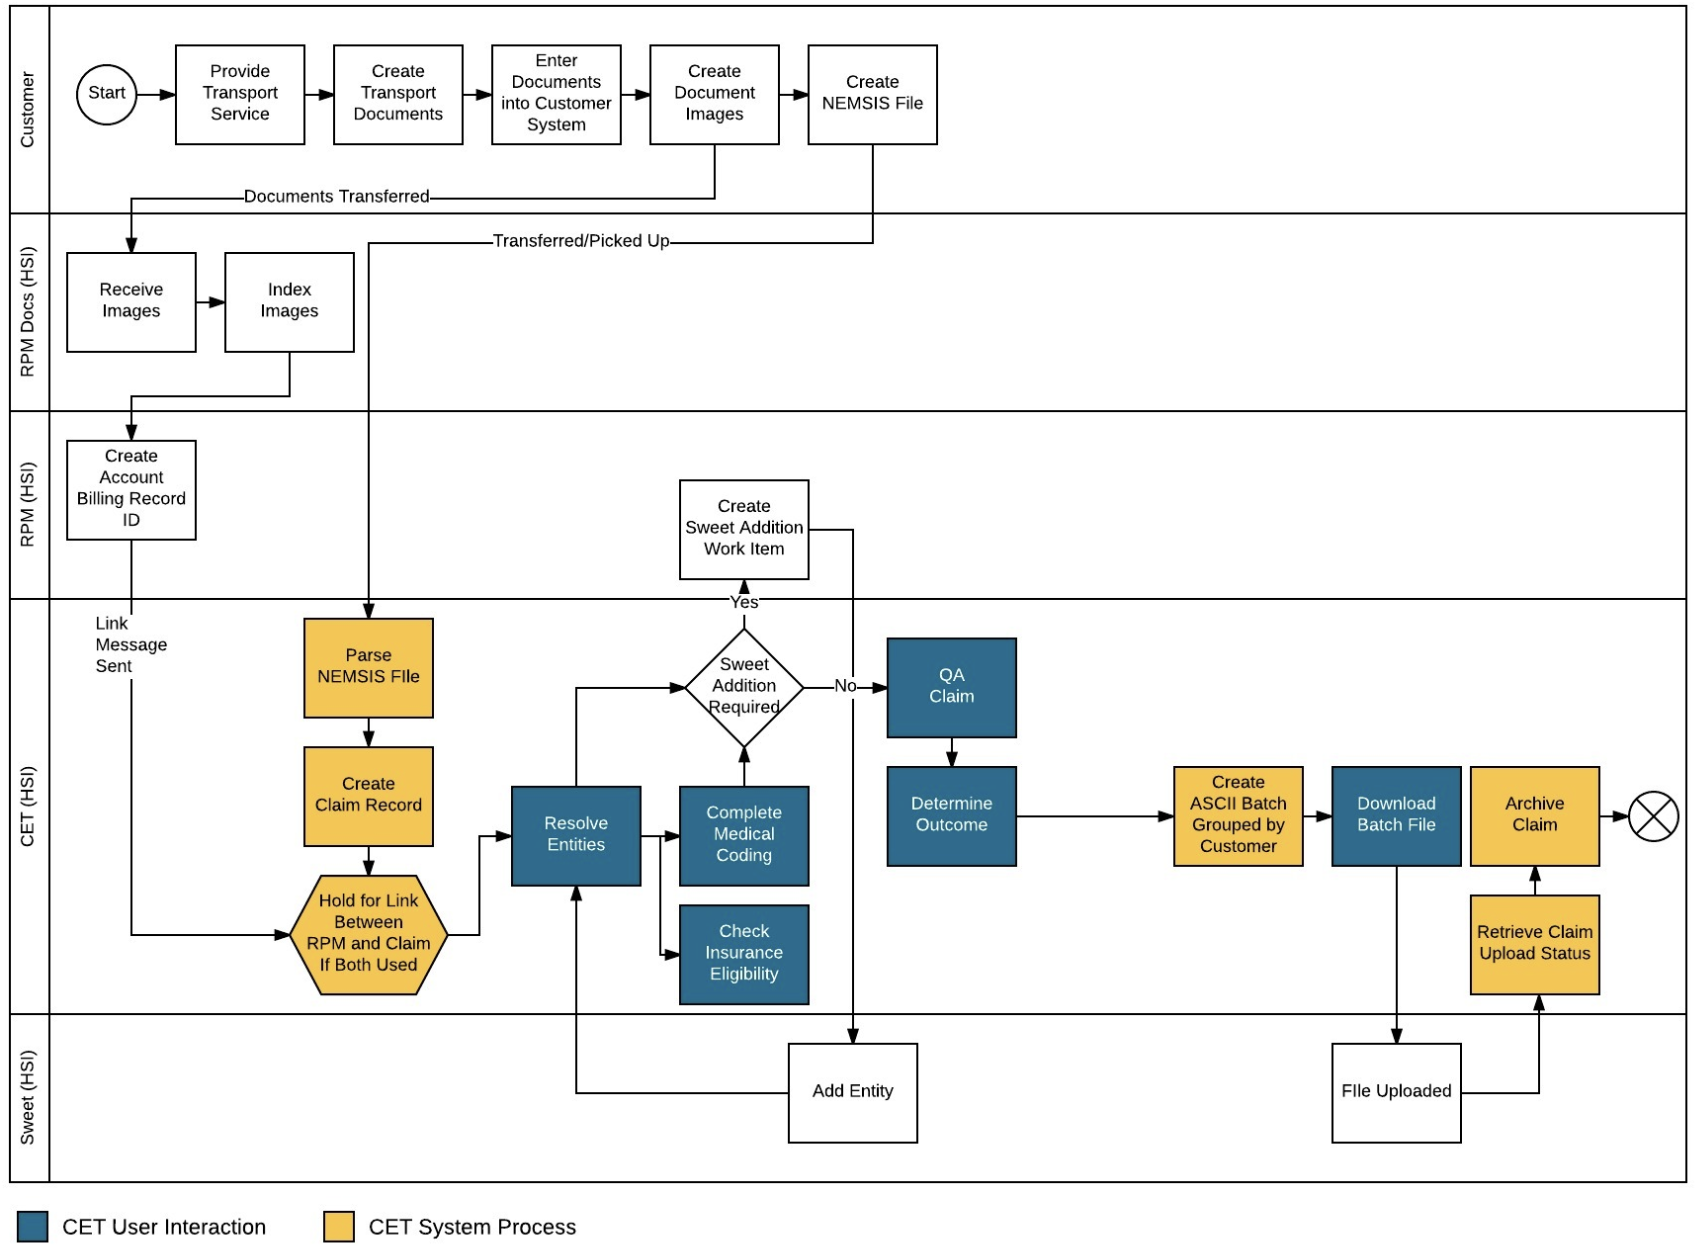 Customer
Start
Provide
Transport
Service
Create
Transport
Documents
Enter
Documents
into Customer
System
Create
Document
Images
Create
NEMSIS File
Documents Transferred
RPM Docs (HSI)
Transferred/Picked Up
Receive
Images
Index
Images
RPM (HSI)
Create
Account
Billing Record
ID
Create
Sweet Addition
Work Item
CET (HSI)
Link
Message
Sent
Yes
Parse
NEMSIS FIle
Sweet
Addition
Required
No
QA
Claim
Create
Claim Record
Resolve
Entities
Complete
Medical
Coding
Determine
Outcome
Create
ASCII Batch
Grouped by
Customer
Download
Batch File
Archive
Claim
Hold for Link
Between
RPM and Claim
If Both Used
Check
Insurance
Eligibility
Retrieve Claim
Upload Status
Sweet (HSI)
Add Entity
FIle Uploaded
CET User Interaction
CET System Process